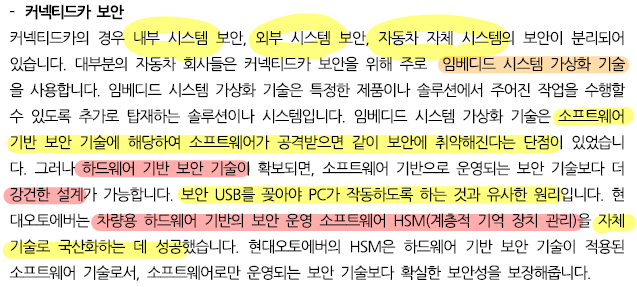 - 커넥티드카 보안
커넥티드카의 경우 내부 시스템 보안, 외부 시스템 보안, 자동차 자체 시스템의 보안이 분리되어
있습니다. 대부분의 자동차 회사들은 커넥티드카 보안을 위해 주로 임베디드 시스템 가상화 기술
을 사용합니다. 임베디드 시스템 가상화 기술은 특정한 제품이나 솔루션에서 주어진 작업을 수행할
수 있도록 추가로 탑재하는 솔루션이나 시스템입니다. 임베디드 시스템 가상화 기술은 소프트웨어
기반 보안 기술에 해당하여 소프트웨어가 공격받으면 같이 보안에 취약해진다는 단점이 있었습니
다. 그러나 하드웨어 기반 보안 기술이 확보되면, 소프트웨어 기반으로 운영되는 보안 기술보다 더
강건한 설계가 가능합니다. 보안 USB를 꽂아야 PC가 작동하도록 하는 것과 유사한 원리입니다. 현
대오토에버는 차량용 하드웨어 기반의 보안 운영 소프트웨어 HSM(계층적 기억 장치 관리)을 자체
기술로 국산화하는 데 성공했습니다. 현대오토에버의 HSM은 하드웨어 기반 보안 기술이 적용된
소프트웨어 기술로서, 소프트웨어로만 운영되는 보안 기술보다 확실한 보안성을 보장해줍니다.